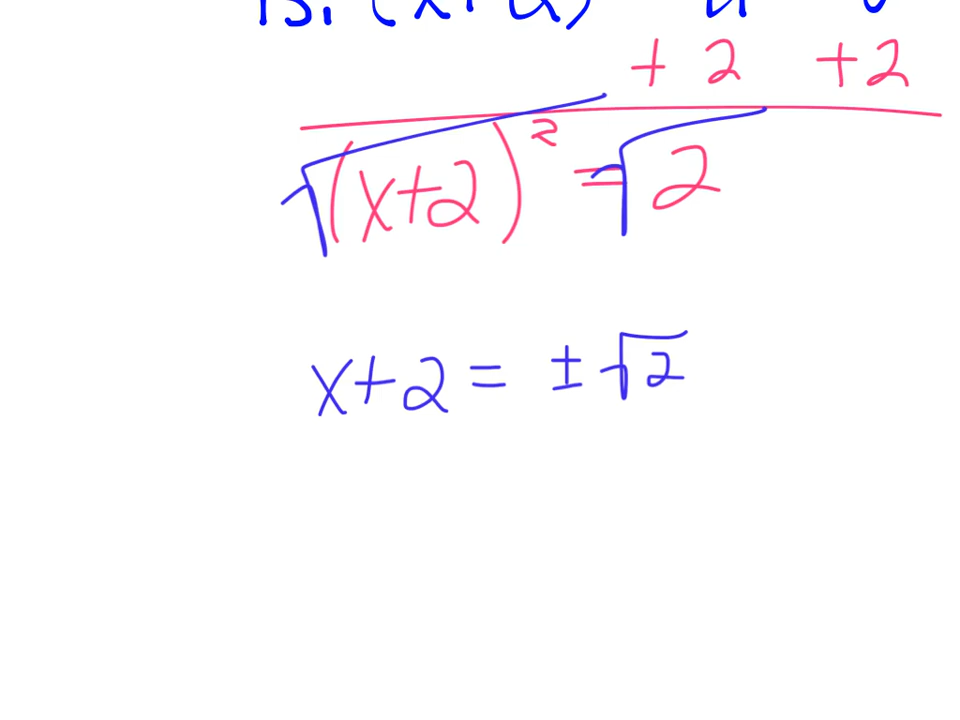 + 2 +2
√(x+2)² = √2
x+2 = ± √2